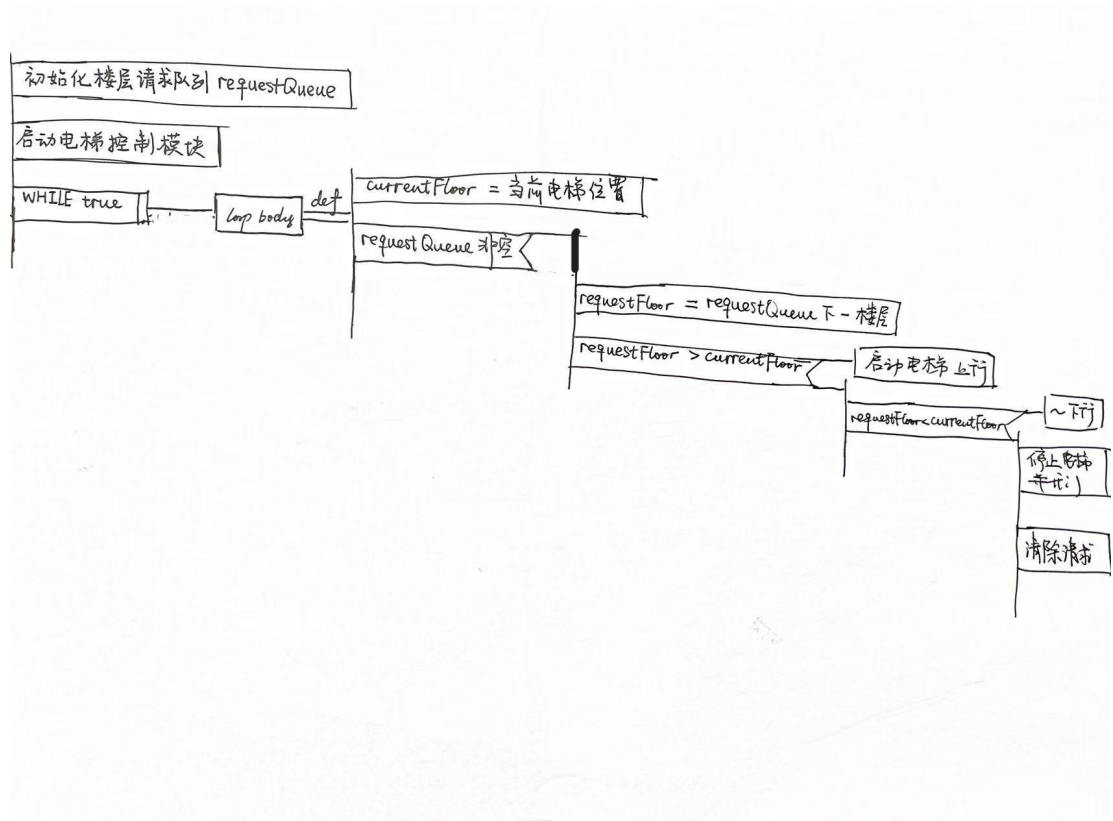 初始化楼层请求队列 requestQueue
启动电梯控制模块
WHILE true
loop body
def
currentFloor = 当前电梯位置
requestQueue 非空
requestFloor = requestQueue 下一楼层
requestFloor > currentFloor
启动电梯上行
requestFloor < currentFloor
～下行
停止电梯
并开门
清除请求